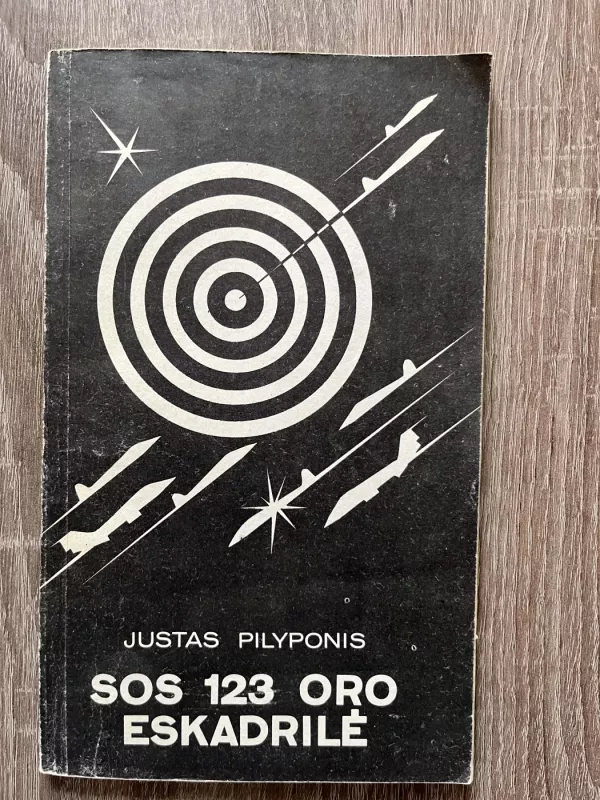 JUSTAS PILYPONIS
SOS 123 ORO
ESKADRILĖ